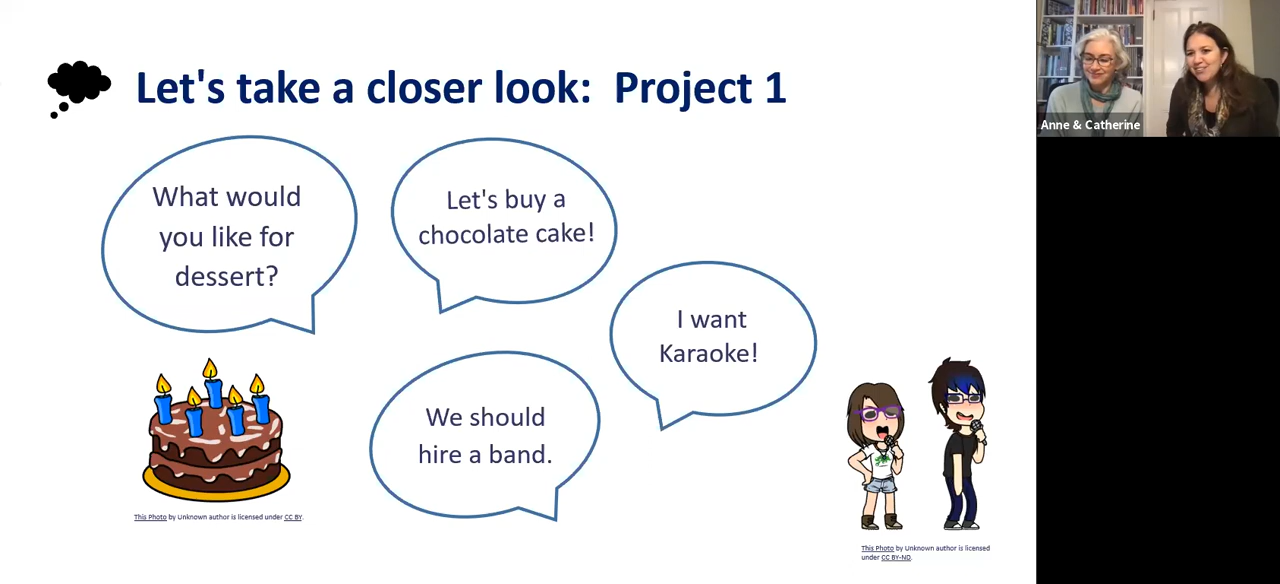 Let's take a closer look:  Project 1
What would
you like for
dessert?
Let's buy a
chocolate cake!
I want
Karaoke!
We should
hire a band.
This Photo by Unknown author is licensed under CC BY.
This Photo by Unknown author is licensed
under CC BY-ND.
Anne & Catherine